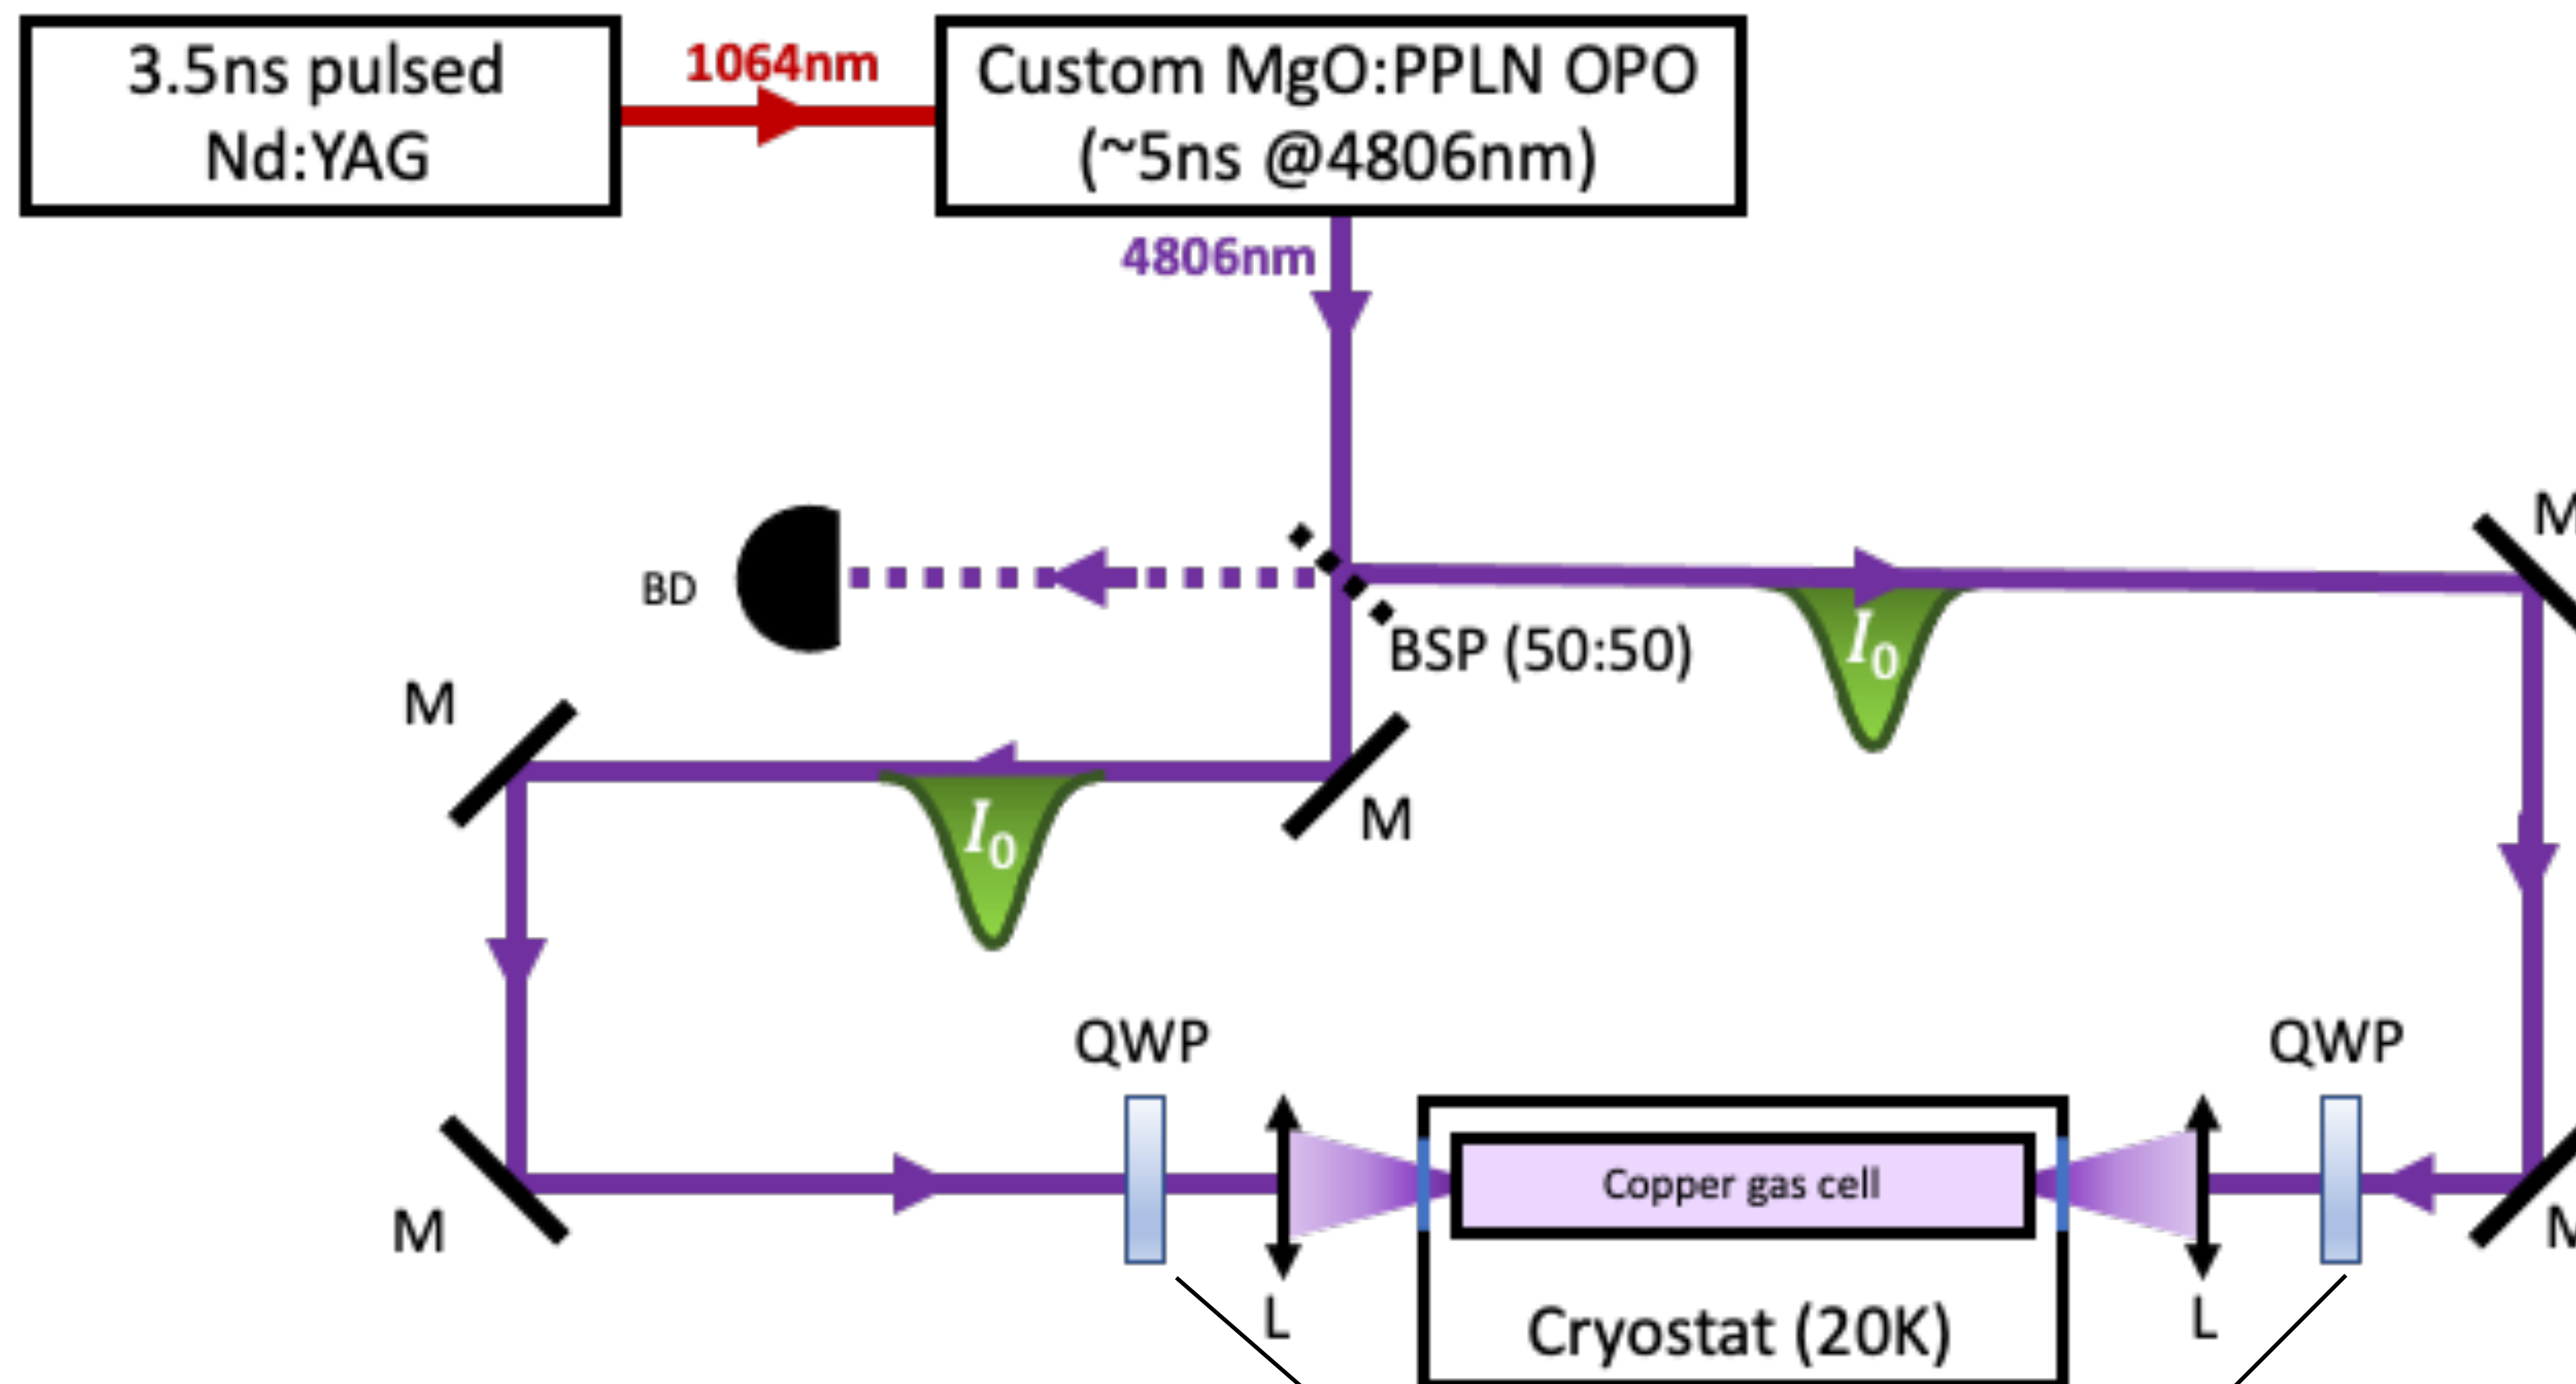 3.5ns pulsed
Nd:YAG
1064nm
Custom MgO:PPLN OPO
(~5ns @4806nm)
4806nm
M
BD
BSP (50:50)
I₀
M
I₀
M
QWP
QWP
M
Copper gas cell
M
L
Cryostat (20K)
L